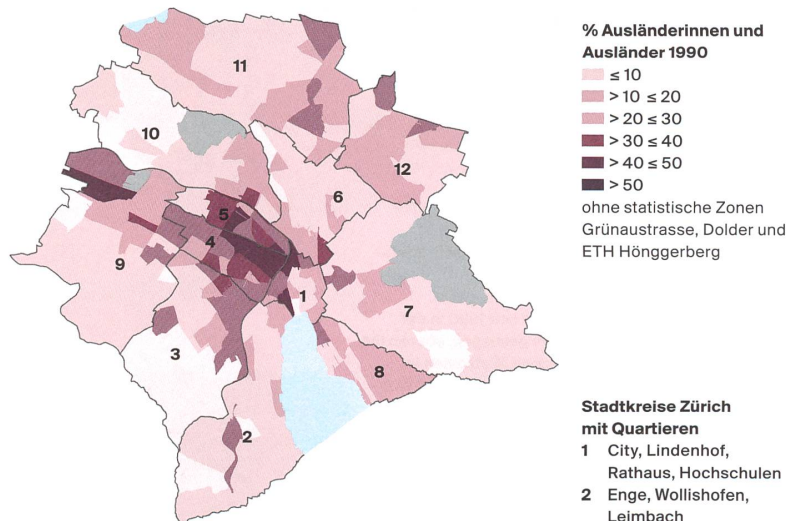 11
10
12
6
5
4
9
1
7
3
8
2
% Ausländerinnen und
Ausländer 1990
≤ 10
> 10 ≤ 20
> 20 ≤ 30
> 30 ≤ 40
> 40 ≤ 50
> 50
ohne statistische Zonen
Grünaustrasse, Dolder und
ETH Hönggerberg
Stadtkreise Zürich
mit Quartieren
1 City, Lindenhof,
Rathaus, Hochschulen
2 Enge, Wollishofen,
Leimbach